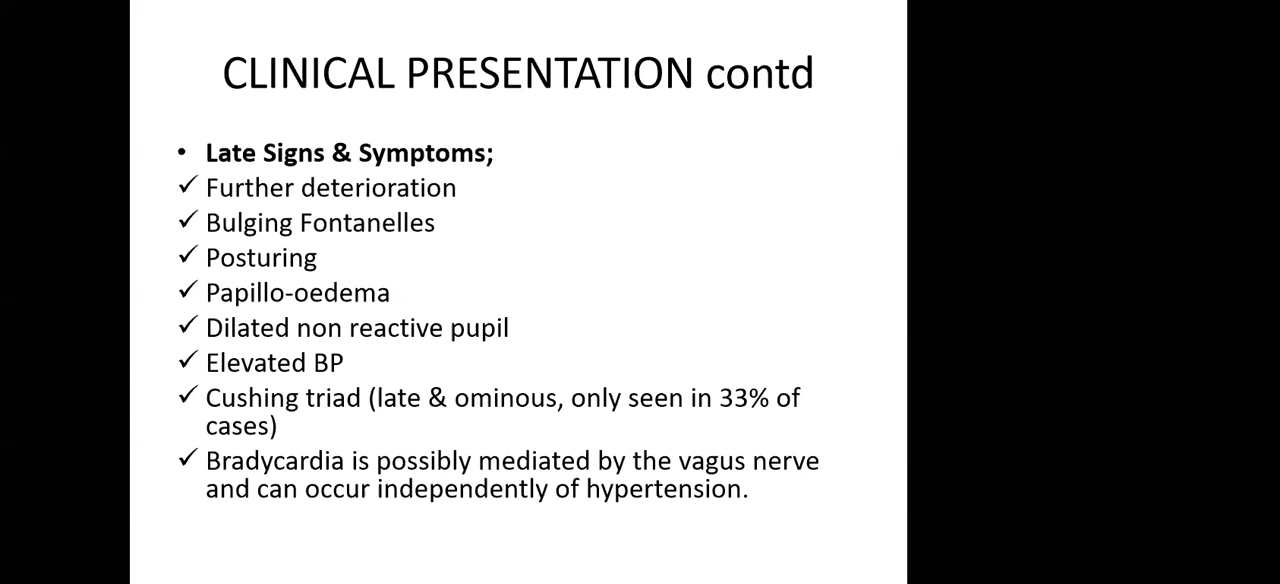 CLINICAL PRESENTATION contd
• Late Signs & Symptoms;
✓ Further deterioration
✓ Bulging Fontanelles
✓ Posturing
✓ Papillo-oedema
✓ Dilated non reactive pupil
✓ Elevated BP
✓ Cushing triad (late & ominous, only seen in 33% of
cases)
✓ Bradycardia is possibly mediated by the vagus nerve
and can occur independently of hypertension.